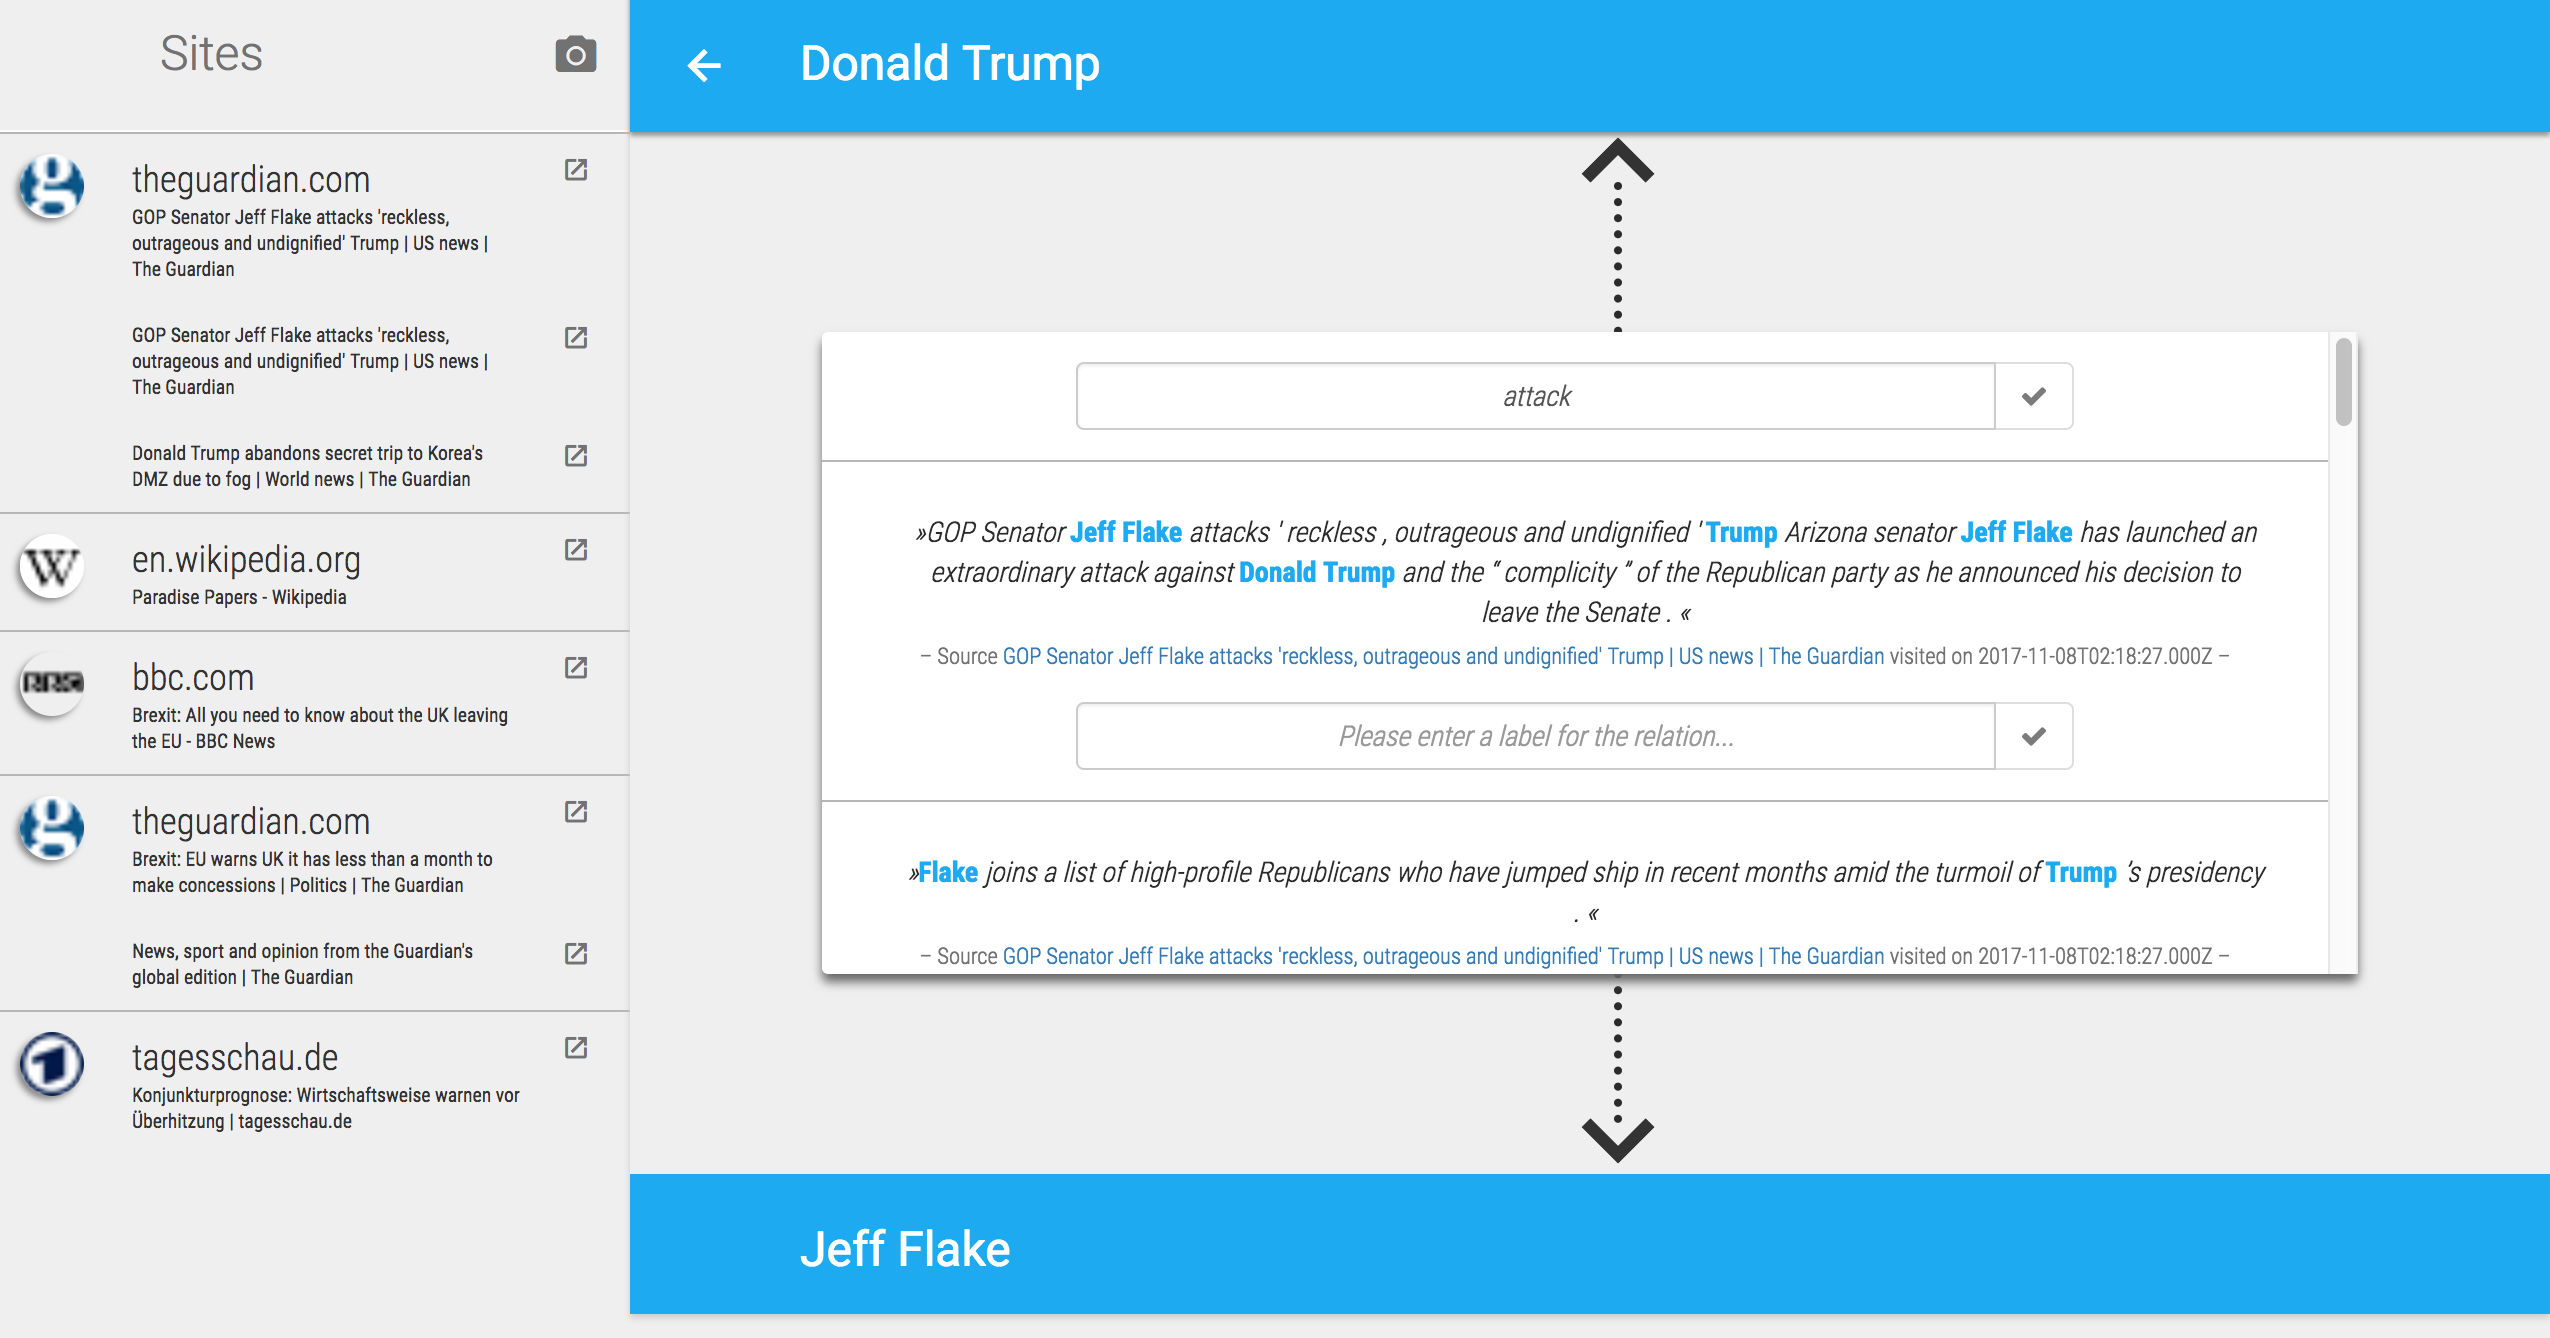 Sites
theguardian.com
GOP Senator Jeff Flake attacks 'reckless,
outrageous and undignified' Trump | US news |
The Guardian
GOP Senator Jeff Flake attacks 'reckless,
outrageous and undignified' Trump | US news |
The Guardian
Donald Trump abandons secret trip to Korea's
DMZ due to fog | World news | The Guardian
W
en.wikipedia.org
Paradise Papers - Wikipedia
bbc.com
Brexit: All you need to know about the UK leaving
the EU - BBC News
theguardian.com
Brexit: EU warns UK it has less than a month to
make concessions | Politics | The Guardian
News, sport and opinion from the Guardian's
global edition | The Guardian
tagesschau.de
Konjunkturprognose: Wirtschaftsweise warnen vor
Überhitzung | tagesschau.de
Donald Trump
attack
»GOP Senator Jeff Flake attacks ' reckless , outrageous and undignified ' Trump Arizona senator Jeff Flake has launched an
extraordinary attack against Donald Trump and the “ complicity ” of the Republican party as he announced his decision to
leave the Senate . «
– Source GOP Senator Jeff Flake attacks 'reckless, outrageous and undignified' Trump | US news | The Guardian visited on 2017-11-08T02:18:27.000Z –
Please enter a label for the relation...
»Flake joins a list of high-profile Republicans who have jumped ship in recent months amid the turmoil of Trump ’s presidency
. «
– Source GOP Senator Jeff Flake attacks 'reckless, outrageous and undignified' Trump | US news | The Guardian visited on 2017-11-08T02:18:27.000Z –
Jeff Flake